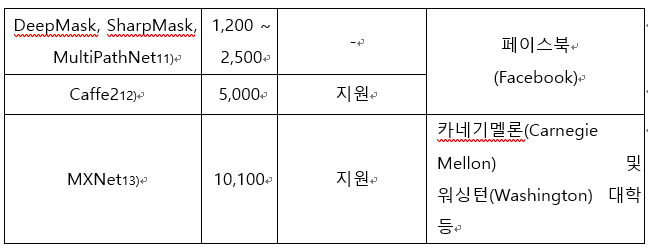 DeepMask, SharpMask,
MultiPathNet11)
1,200 ~
2,500
-
페이스북
(Facebook)
Caffe212)
5,000
지원
MXNet13)
10,100
지원
카네기멜론(Carnegie
Mellon) 및
워싱턴(Washington) 대학
등